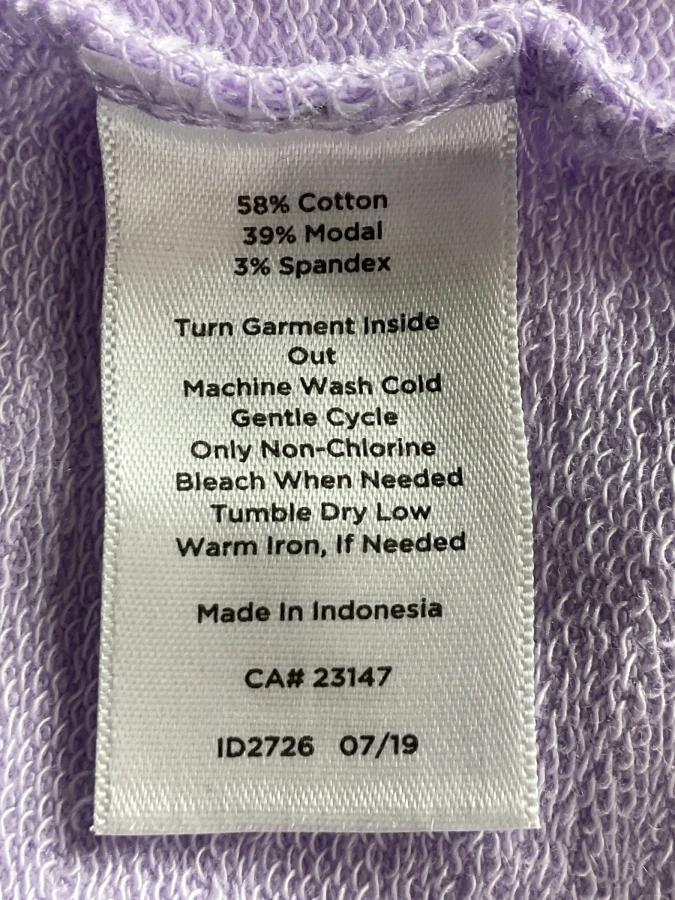 58% Cotton
39% Modal
3% Spandex
Turn Garment Inside
Out
Machine Wash Cold
Gentle Cycle
Only Non-Chlorine
Bleach When Needed
Tumble Dry Low
Warm Iron, If Needed
Made In Indonesia
CA# 23147
ID2726 07/19